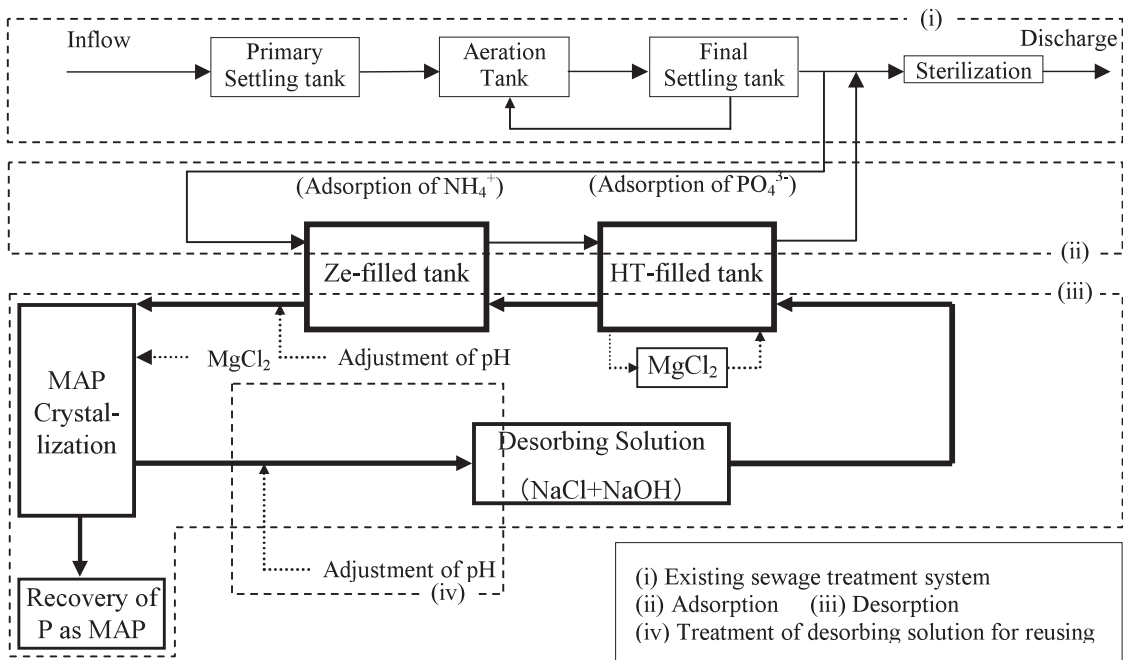 (i)
Inflow
Discharge
Primary
Settling tank
Aeration
Tank
Final
Settling tank
Sterilization
(Adsorption of NH₄⁺)
(Adsorption of PO₄³⁻)
Ze-filled tank
HT-filled tank
(ii)
(iii)
MgCl₂
Adjustment of pH
MgCl₂
MAP
Crystal-
lization
Desorbing Solution
（NaCl+NaOH）
Adjustment of pH
(iv)
Recovery of
P as MAP
(i) Existing sewage treatment system
(ii) Adsorption (iii) Desorption
(iv) Treatment of desorbing solution for reusing